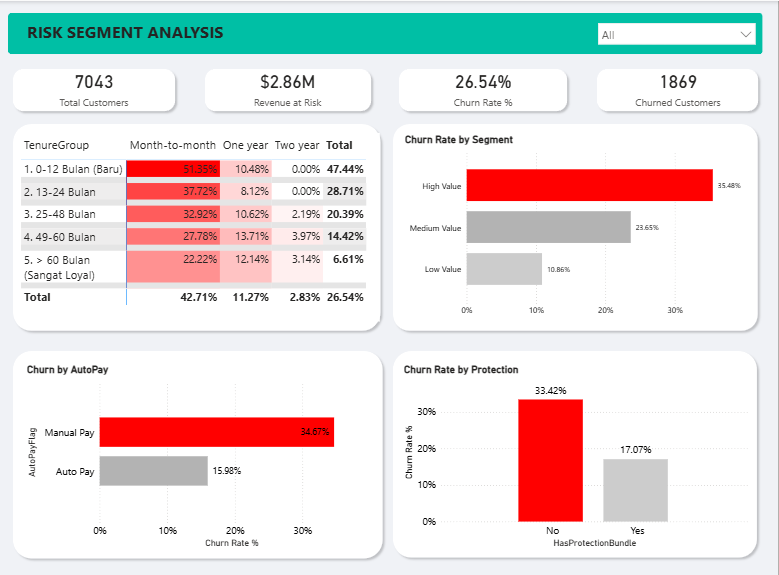 RISK SEGMENT ANALYSIS
All
7043
Total Customers
$2.86M
Revenue at Risk
26.54%
Churn Rate %
1869
Churned Customers
TenureGroup Month-to-month One year Two year Total
1. 0-12 Bulan (Baru) 51.35% 10.48% 0.00% 47.44%
2. 13-24 Bulan 37.72% 8.12% 0.00% 28.71%
3. 25-48 Bulan 32.92% 10.62% 2.19% 20.39%
4. 49-60 Bulan 27.78% 13.71% 3.97% 14.42%
5. > 60 Bulan 22.22% 12.14% 3.14% 6.61%
(Sangat Loyal)
Total 42.71% 11.27% 2.83% 26.54%
Churn Rate by Segment
High Value 35.48%
Medium Value 23.65%
Low Value 10.86%
0% 10% 20% 30%
Churn by AutoPay
AutoPayFlag
Manual Pay 34.67%
Auto Pay 15.98%
0% 10% 20% 30%
Churn Rate %
Churn Rate by Protection
Churn Rate %
33.42%
30%
20%
17.07%
10%
0%
No Yes
HasProtectionBundle